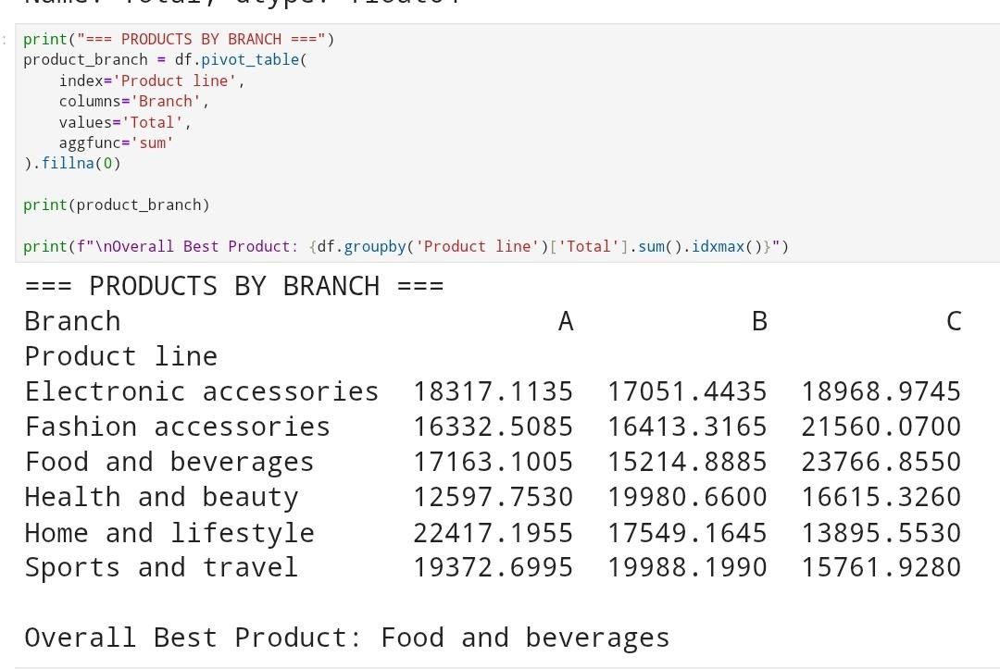 print("=== PRODUCTS BY BRANCH ===")
product_branch = df.pivot_table(
    index='Product line',
    columns='Branch',
    values='Total',
    aggfunc='sum'
).fillna(0)

print(product_branch)

print(f"\nOverall Best Product: {df.groupby('Product line')['Total'].sum().idxmax()}")
=== PRODUCTS BY BRANCH ===
Branch                         A           B           C
Product line
Electronic accessories  18317.1135  17051.4435  18968.9745
Fashion accessories     16332.5085  16413.3165  21560.0700
Food and beverages      17163.1005  15214.8885  23766.8550
Health and beauty       12597.7530  19980.6600  16615.3260
Home and lifestyle      22417.1955  17549.1645  13895.5530
Sports and travel       19372.6995  19988.1990  15761.9280

Overall Best Product: Food and beverages